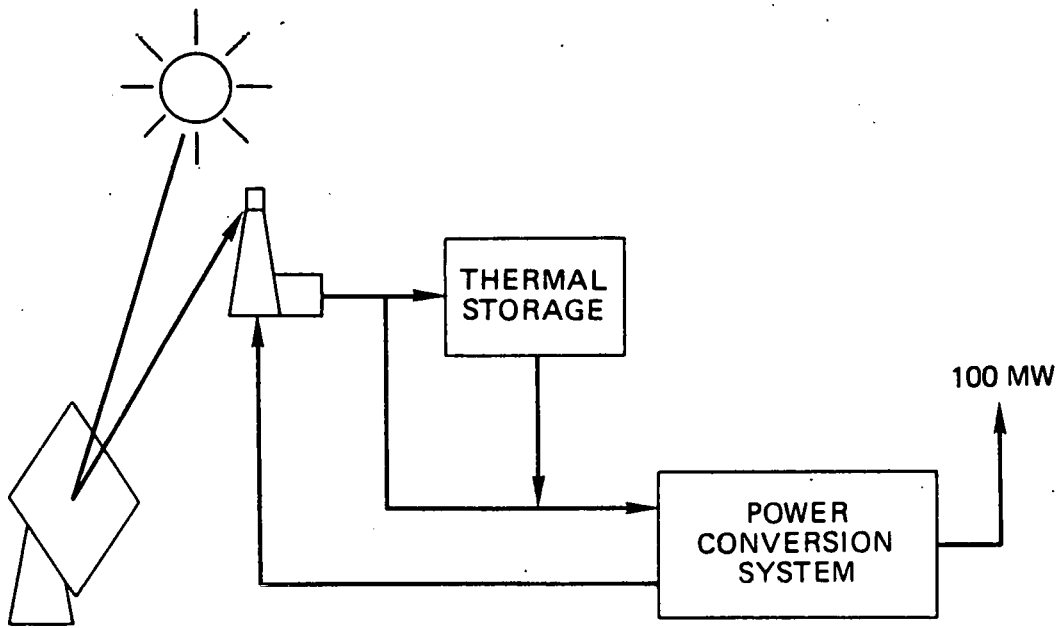 THERMAL
STORAGE
100 MW
POWER
CONVERSION
SYSTEM